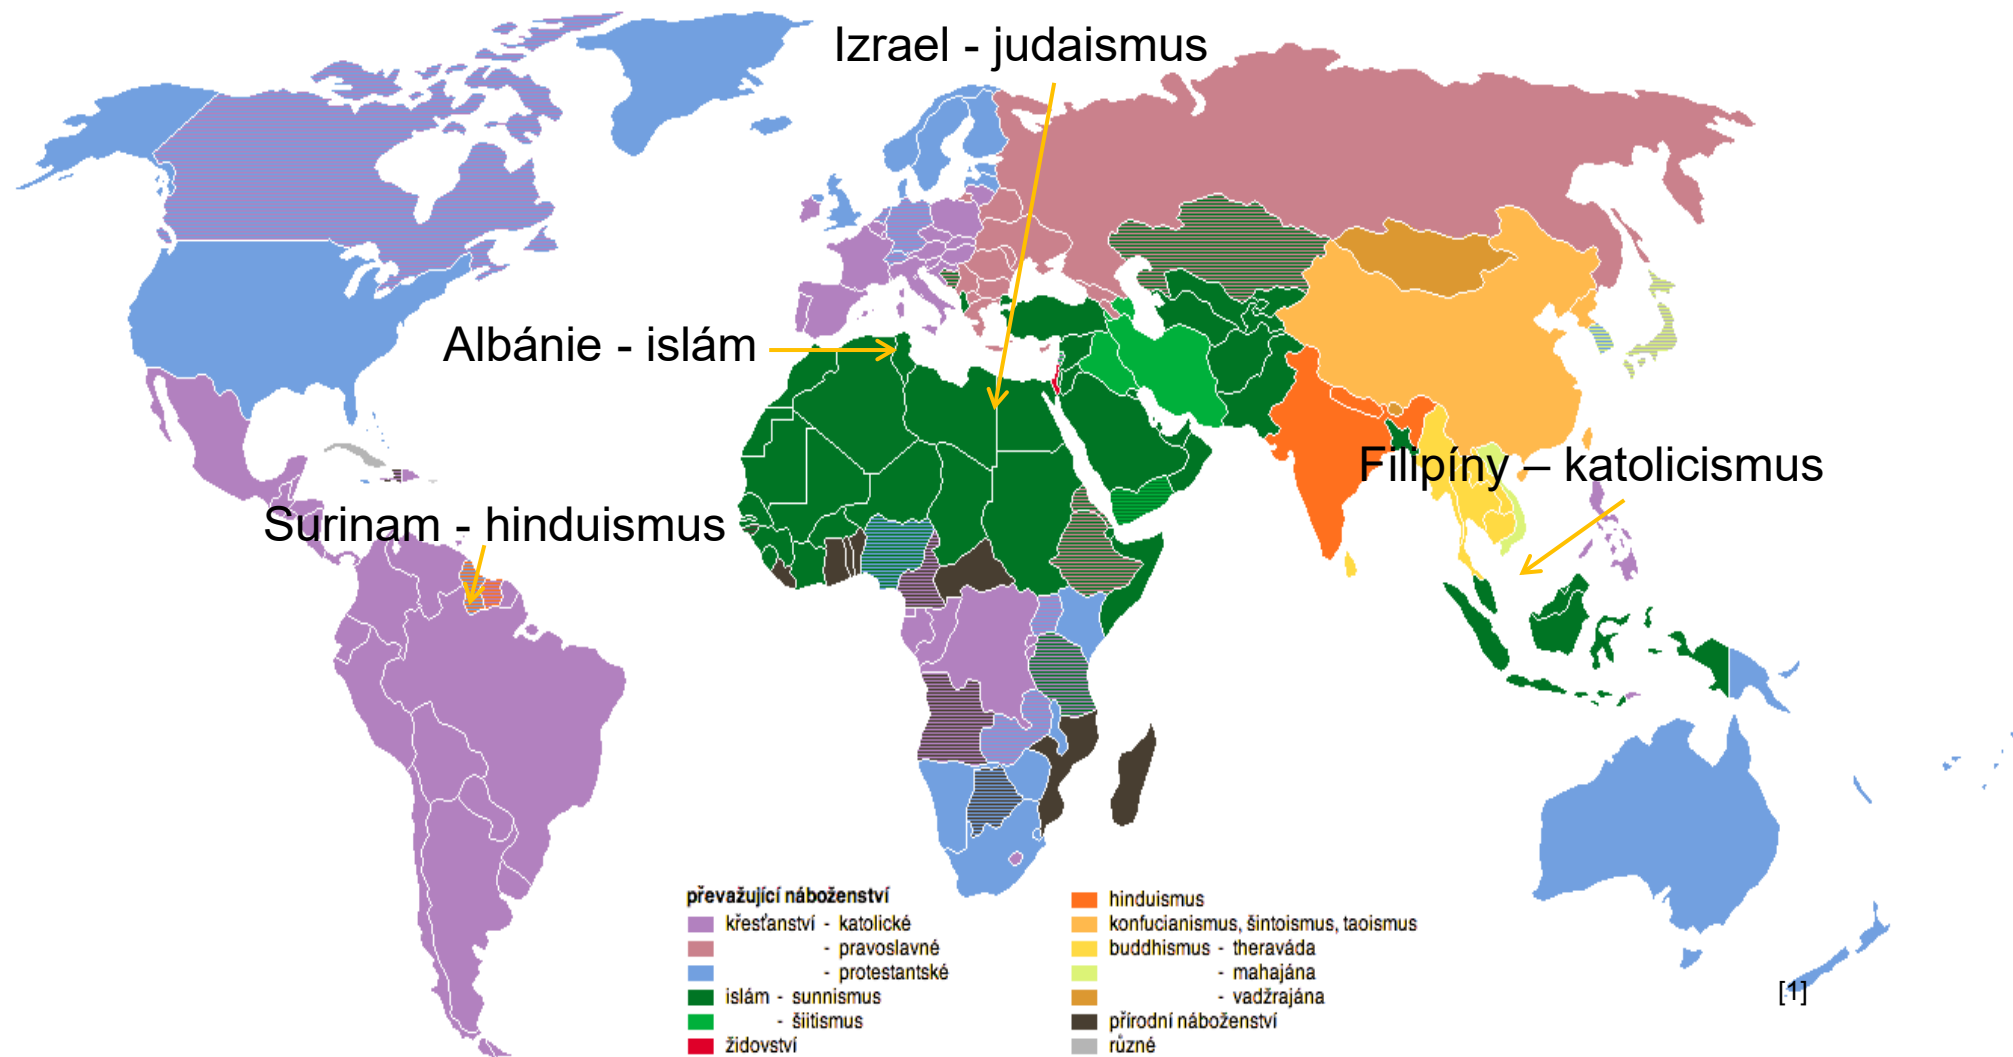 Izrael - judaismus
Albánie - islám
Filipíny – katolicismus
Surinam - hinduismus
převažující náboženství
křesťanství - katolické
- pravoslavné
- protestantské
islám - sunnismus
- šiitismus
židovství
hinduismus
konfucianismus, šintoismus, taoismus
buddhismus - theraváda
- mahajána
- vadžrajána
přírodní náboženství
různé
[1]